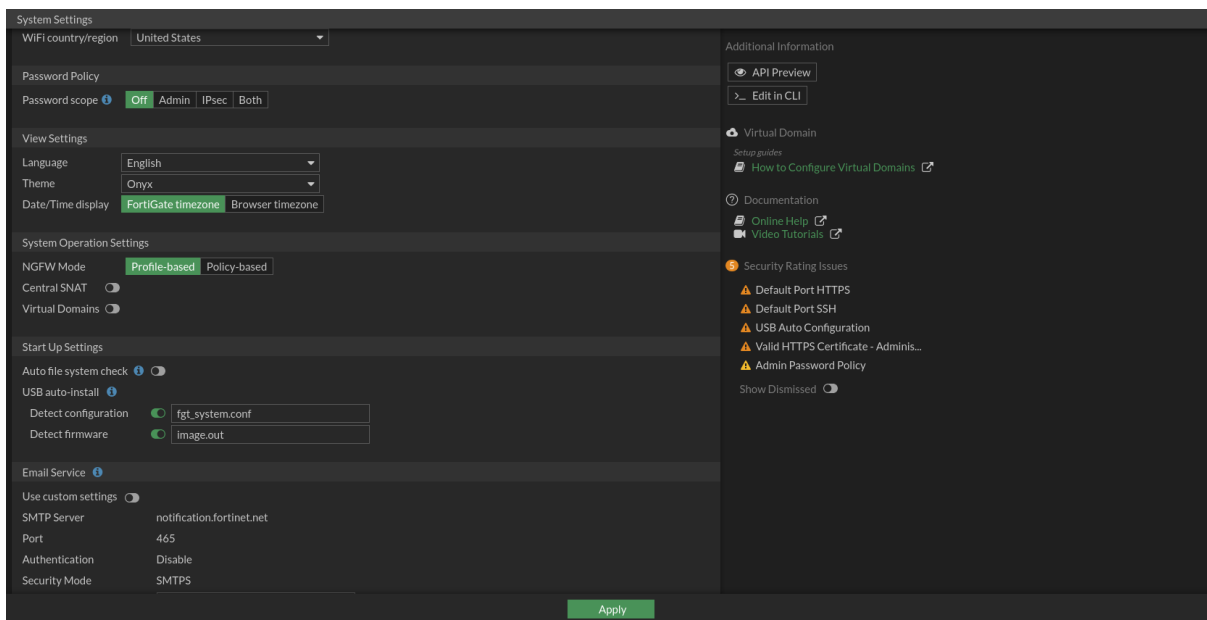 System Settings
WiFi country/region United States
Password Policy
Password scope Off Admin IPsec Both
View Settings
Language English
Theme Onyx
Date/Time display FortiGate timezone Browser timezone
System Operation Settings
NGFW Mode Profile-based Policy-based
Central SNAT
Virtual Domains
Start Up Settings
Auto file system check
USB auto-install
Detect configuration fgt_system.conf
Detect firmware image.out
Email Service
Use custom settings
SMTP Server notification.fortinet.net
Port 465
Authentication Disable
Security Mode SMTPS
Additional Information
API Preview
>_ Edit in CLI
Virtual Domain
Setup guides
How to Configure Virtual Domains
Documentation
Online Help
Video Tutorials
5 Security Rating Issues
Default Port HTTPS
Default Port SSH
USB Auto Configuration
Valid HTTPS Certificate - Adminis...
Admin Password Policy
Show Dismissed
Apply